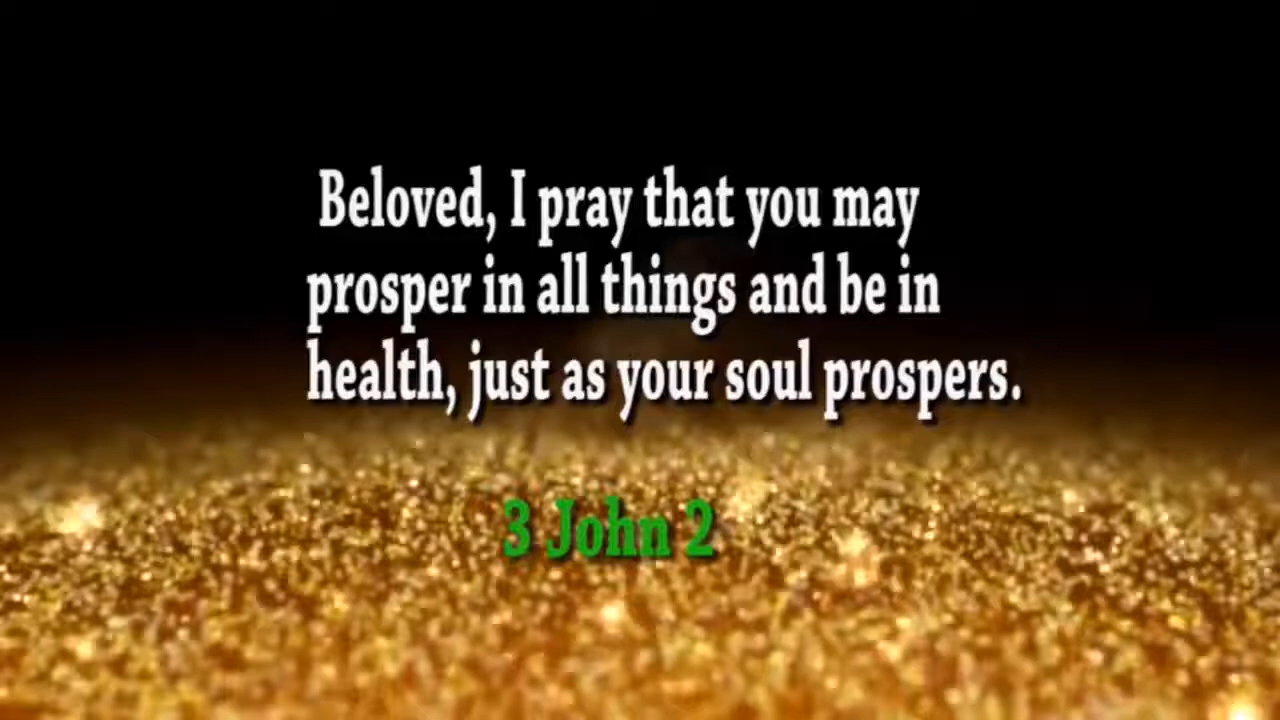 Beloved, I pray that you may
prosper in all things and be in
health, just as your soul prospers.
3 John 2